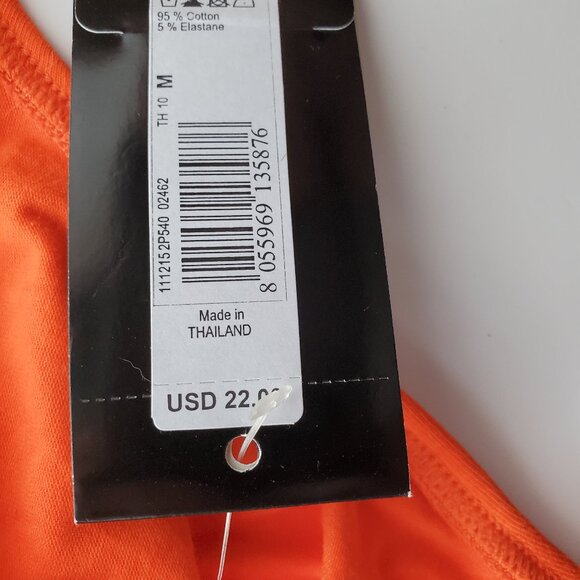 95 % Cotton
5 % Elastane
TH 10 M
111215 2P540 02462
8 055969 135876
Made in
THAILAND
USD 22.